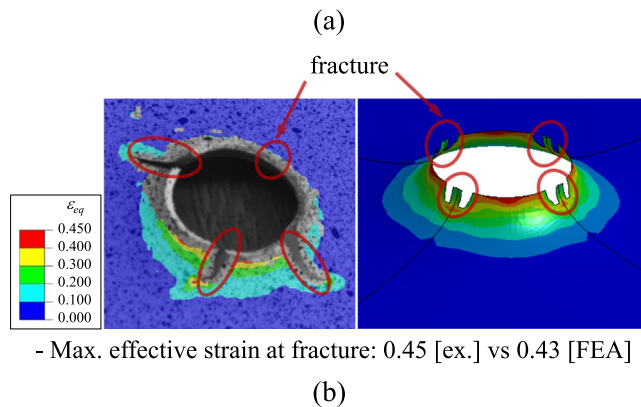 (a)
fracture
ε_eq
0.450
0.400
0.300
0.200
0.100
0.000
- Max. effective strain at fracture: 0.45 [ex.] vs 0.43 [FEA]
(b)